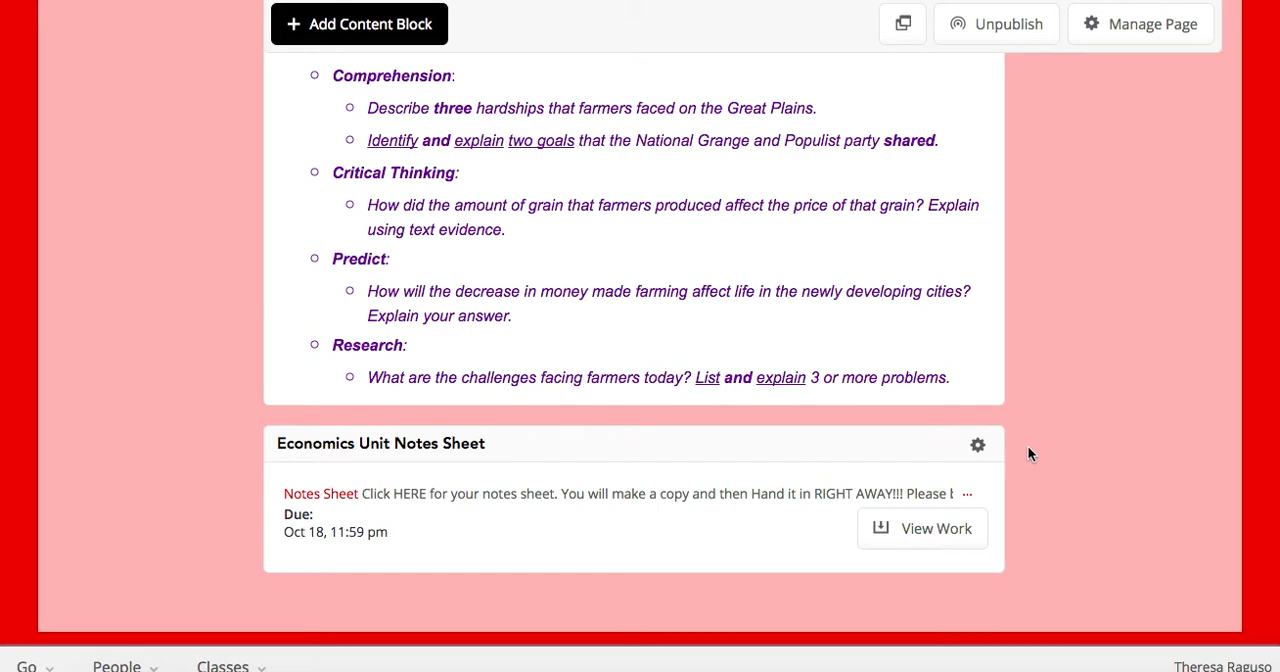 Add Content Block
Unpublish
Manage Page
Comprehension:
Describe three hardships that farmers faced on the Great Plains.
Identify and explain two goals that the National Grange and Populist party shared.
Critical Thinking:
How did the amount of grain that farmers produced affect the price of that grain? Explain
using text evidence.
Predict:
How will the decrease in money made farming affect life in the newly developing cities?
Explain your answer.
Research:
What are the challenges facing farmers today? List and explain 3 or more problems.
Economics Unit Notes Sheet
Notes Sheet Click HERE for your notes sheet. You will make a copy and then Hand it in RIGHT AWAY!!! Please ...
Due:
Oct 18, 11:59 pm
View Work
Go
People
Classes
Theresa Raguso